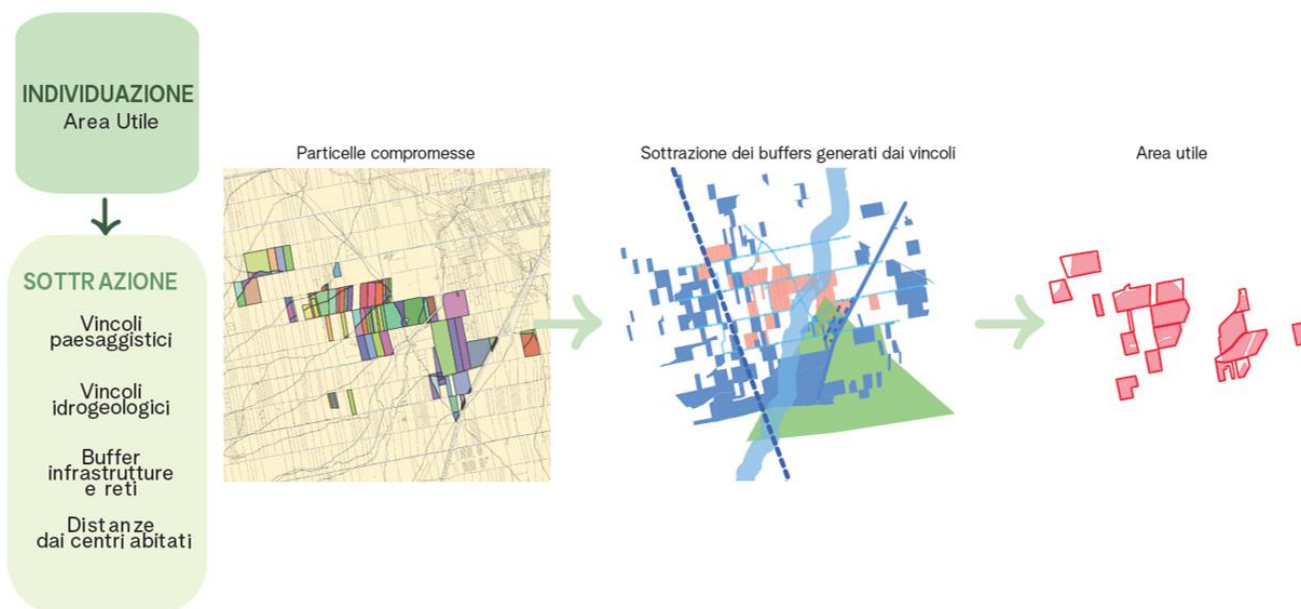 INDIVIDUAZIONE
Area Utile
SOTTRAZIONE
Vincoli
paesaggistici
Vincoli
idrogeologici
Buffer
infrastrutture
e reti
Distanze
dai centri abitati
Particelle compromesse
Sottrazione dei buffers generati dai vincoli
Area utile